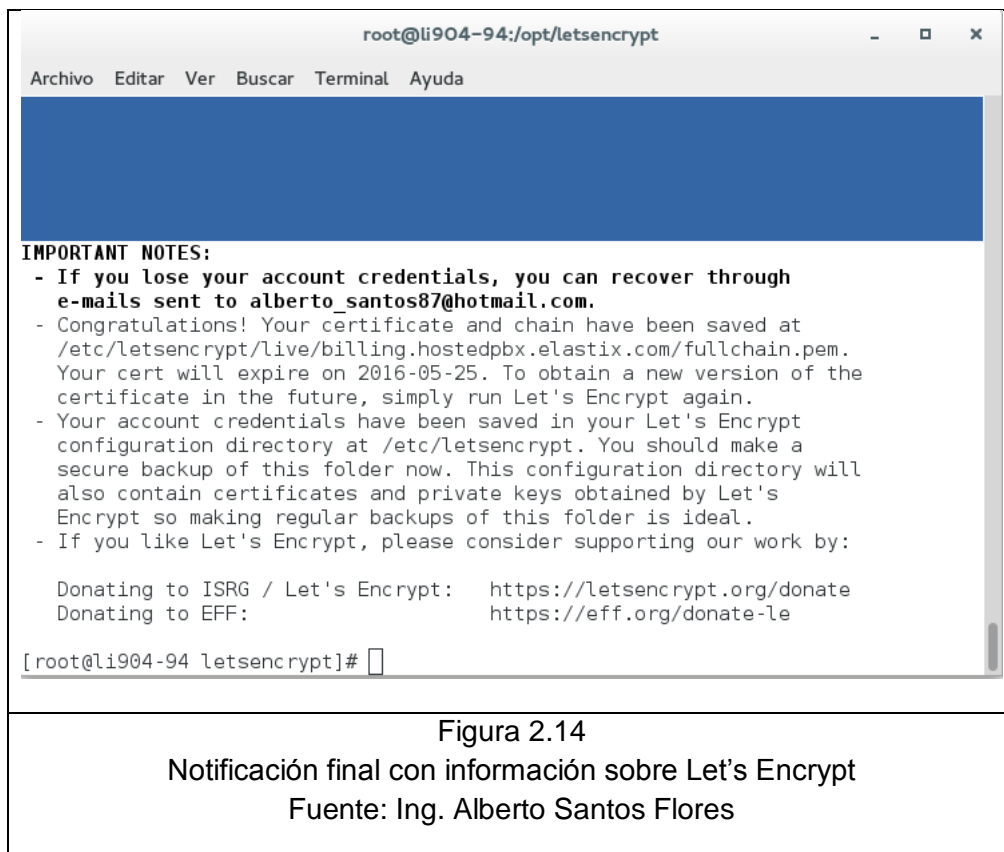 root@li904-94:/opt/letsencrypt
Archivo Editar Ver Buscar Terminal Ayuda
IMPORTANT NOTES:
- If you lose your account credentials, you can recover through
e-mails sent to alberto_santos87@hotmail.com.
- Congratulations! Your certificate and chain have been saved at
/etc/letsencrypt/live/billing.hostedpbx.elastix.com/fullchain.pem.
Your cert will expire on 2016-05-25. To obtain a new version of the
certificate in the future, simply run Let's Encrypt again.
- Your account credentials have been saved in your Let's Encrypt
configuration directory at /etc/letsencrypt. You should make a
secure backup of this folder now. This configuration directory will
also contain certificates and private keys obtained by Let's
Encrypt so making regular backups of this folder is ideal.
- If you like Let's Encrypt, please consider supporting our work by:
Donating to ISRG / Let's Encrypt: https://letsencrypt.org/donate
Donating to EFF: https://eff.org/donate-le
[root@li904-94 letsencrypt]#
Figura 2.14
Notificación final con información sobre Let’s Encrypt
Fuente: Ing. Alberto Santos Flores